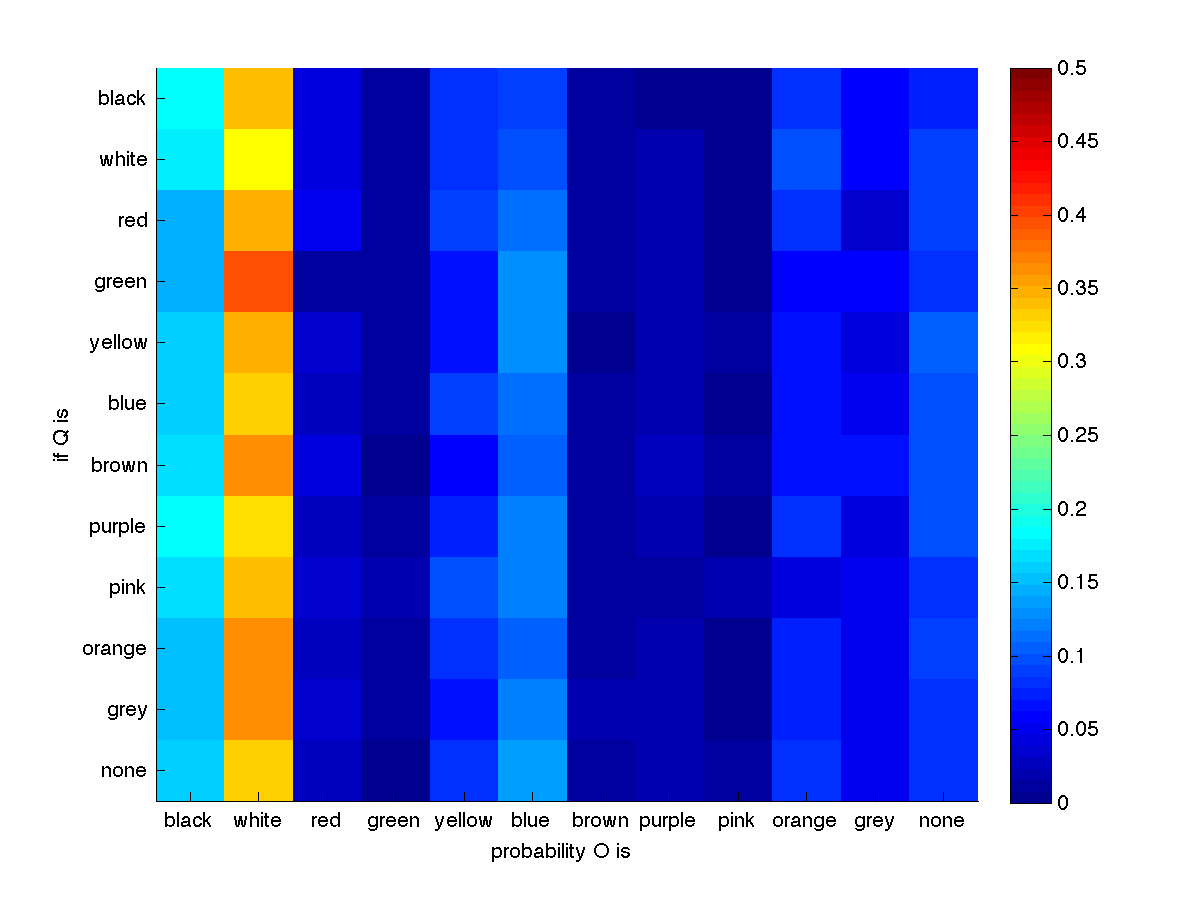 black
white
red
green
yellow
blue
brown
purple
pink
orange
grey
none
if Q is
black white red green yellow blue brown purple pink orange grey none
probability O is
0.5
0.45
0.4
0.35
0.3
0.25
0.2
0.15
0.1
0.05
0